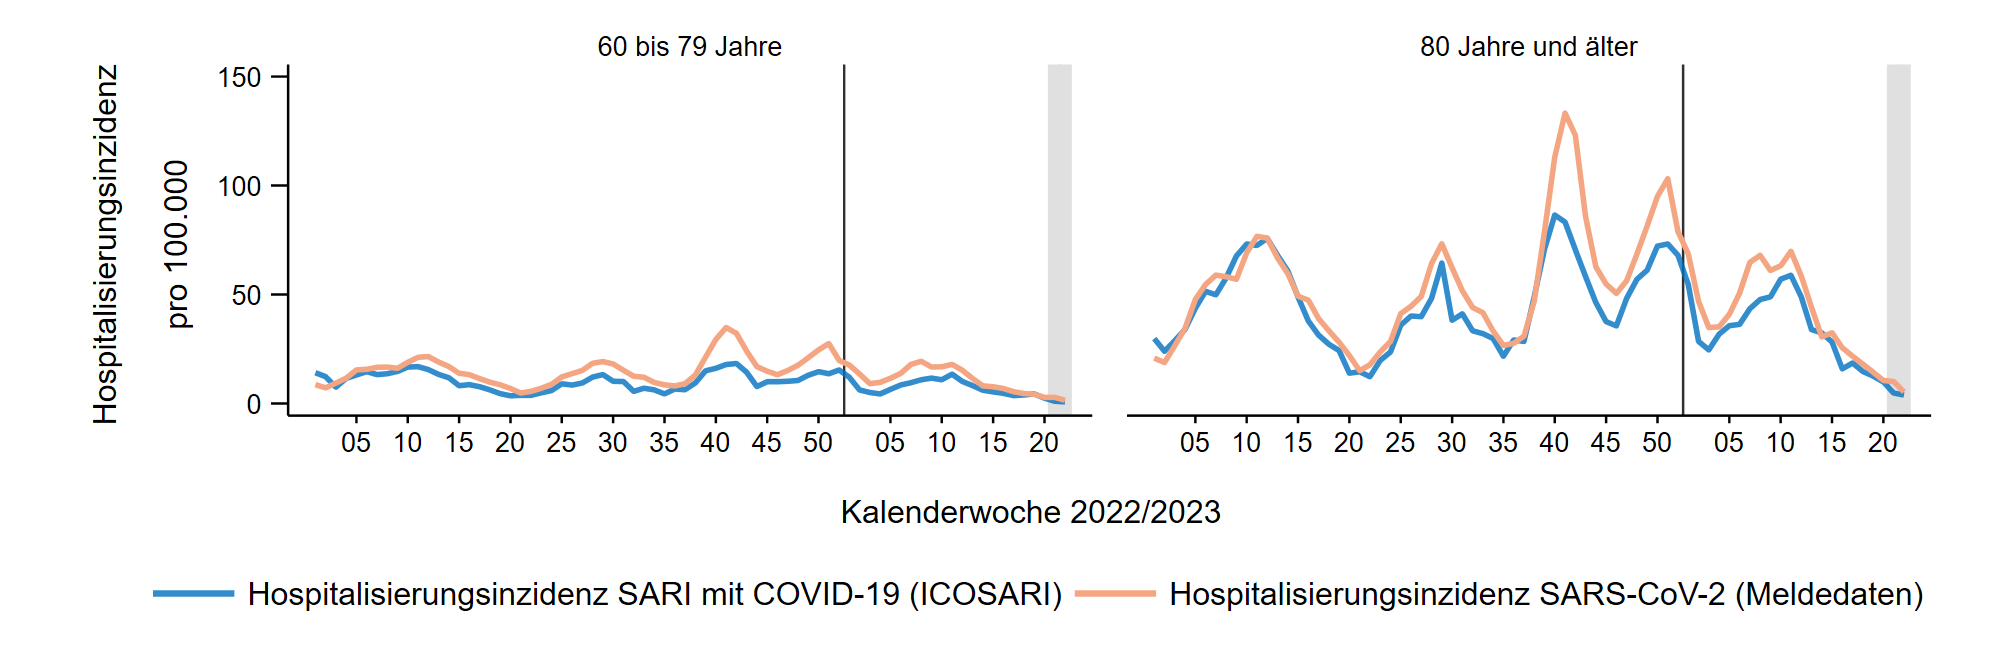 60 bis 79 Jahre
80 Jahre und älter
Hospitalisierungsinzidenz
pro 100.000
150
100
50
0
05 10 15 20 25 30 35 40 45 50 05 10 15 20
05 10 15 20 25 30 35 40 45 50 05 10 15 20
Kalenderwoche 2022/2023
Hospitalisierungsinzidenz SARI mit COVID-19 (ICOSARI)
Hospitalisierungsinzidenz SARS-CoV-2 (Meldedaten)